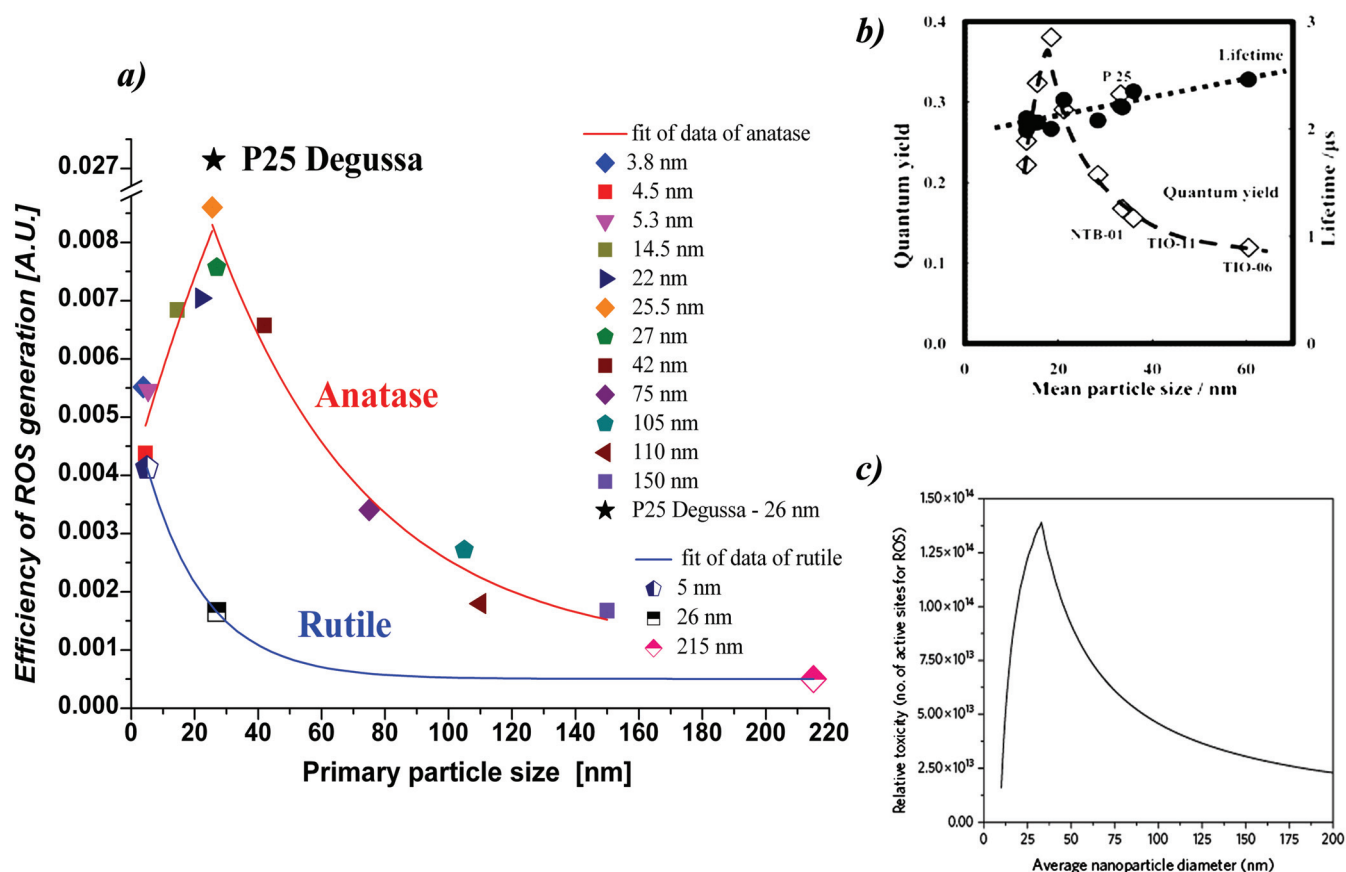 a)
Efficiency of ROS generation [A.U.]
0.027
0.008
0.007
0.006
0.005
0.004
0.003
0.002
0.001
0.000
P25 Degussa
Anatase
Rutile
fit of data of anatase
3.8 nm
4.5 nm
5.3 nm
14.5 nm
22 nm
25.5 nm
27 nm
42 nm
75 nm
105 nm
110 nm
150 nm
P25 Degussa - 26 nm
fit of data of rutile
5 nm
26 nm
215 nm
0 20 40 60 80 100 120 140 160 180 200 220
Primary particle size [nm]
b)
Quantum yield
0.4
0.3
0.2
0.1
0.0
P 25
Lifetime
Quantum yield
NTB-01
TIO-11
TIO-06
3
2
1
0
Lifetime /µs
0 20 40 60
Mean particle size / nm
c)
Relative toxicity (no. of active sites for ROS)
1.50×10¹⁴
1.25×10¹⁴
1.00×10¹⁴
7.50×10¹³
5.00×10¹³
2.50×10¹³
0.00
0 25 50 75 100 125 150 175 200
Average nanoparticle diameter (nm)